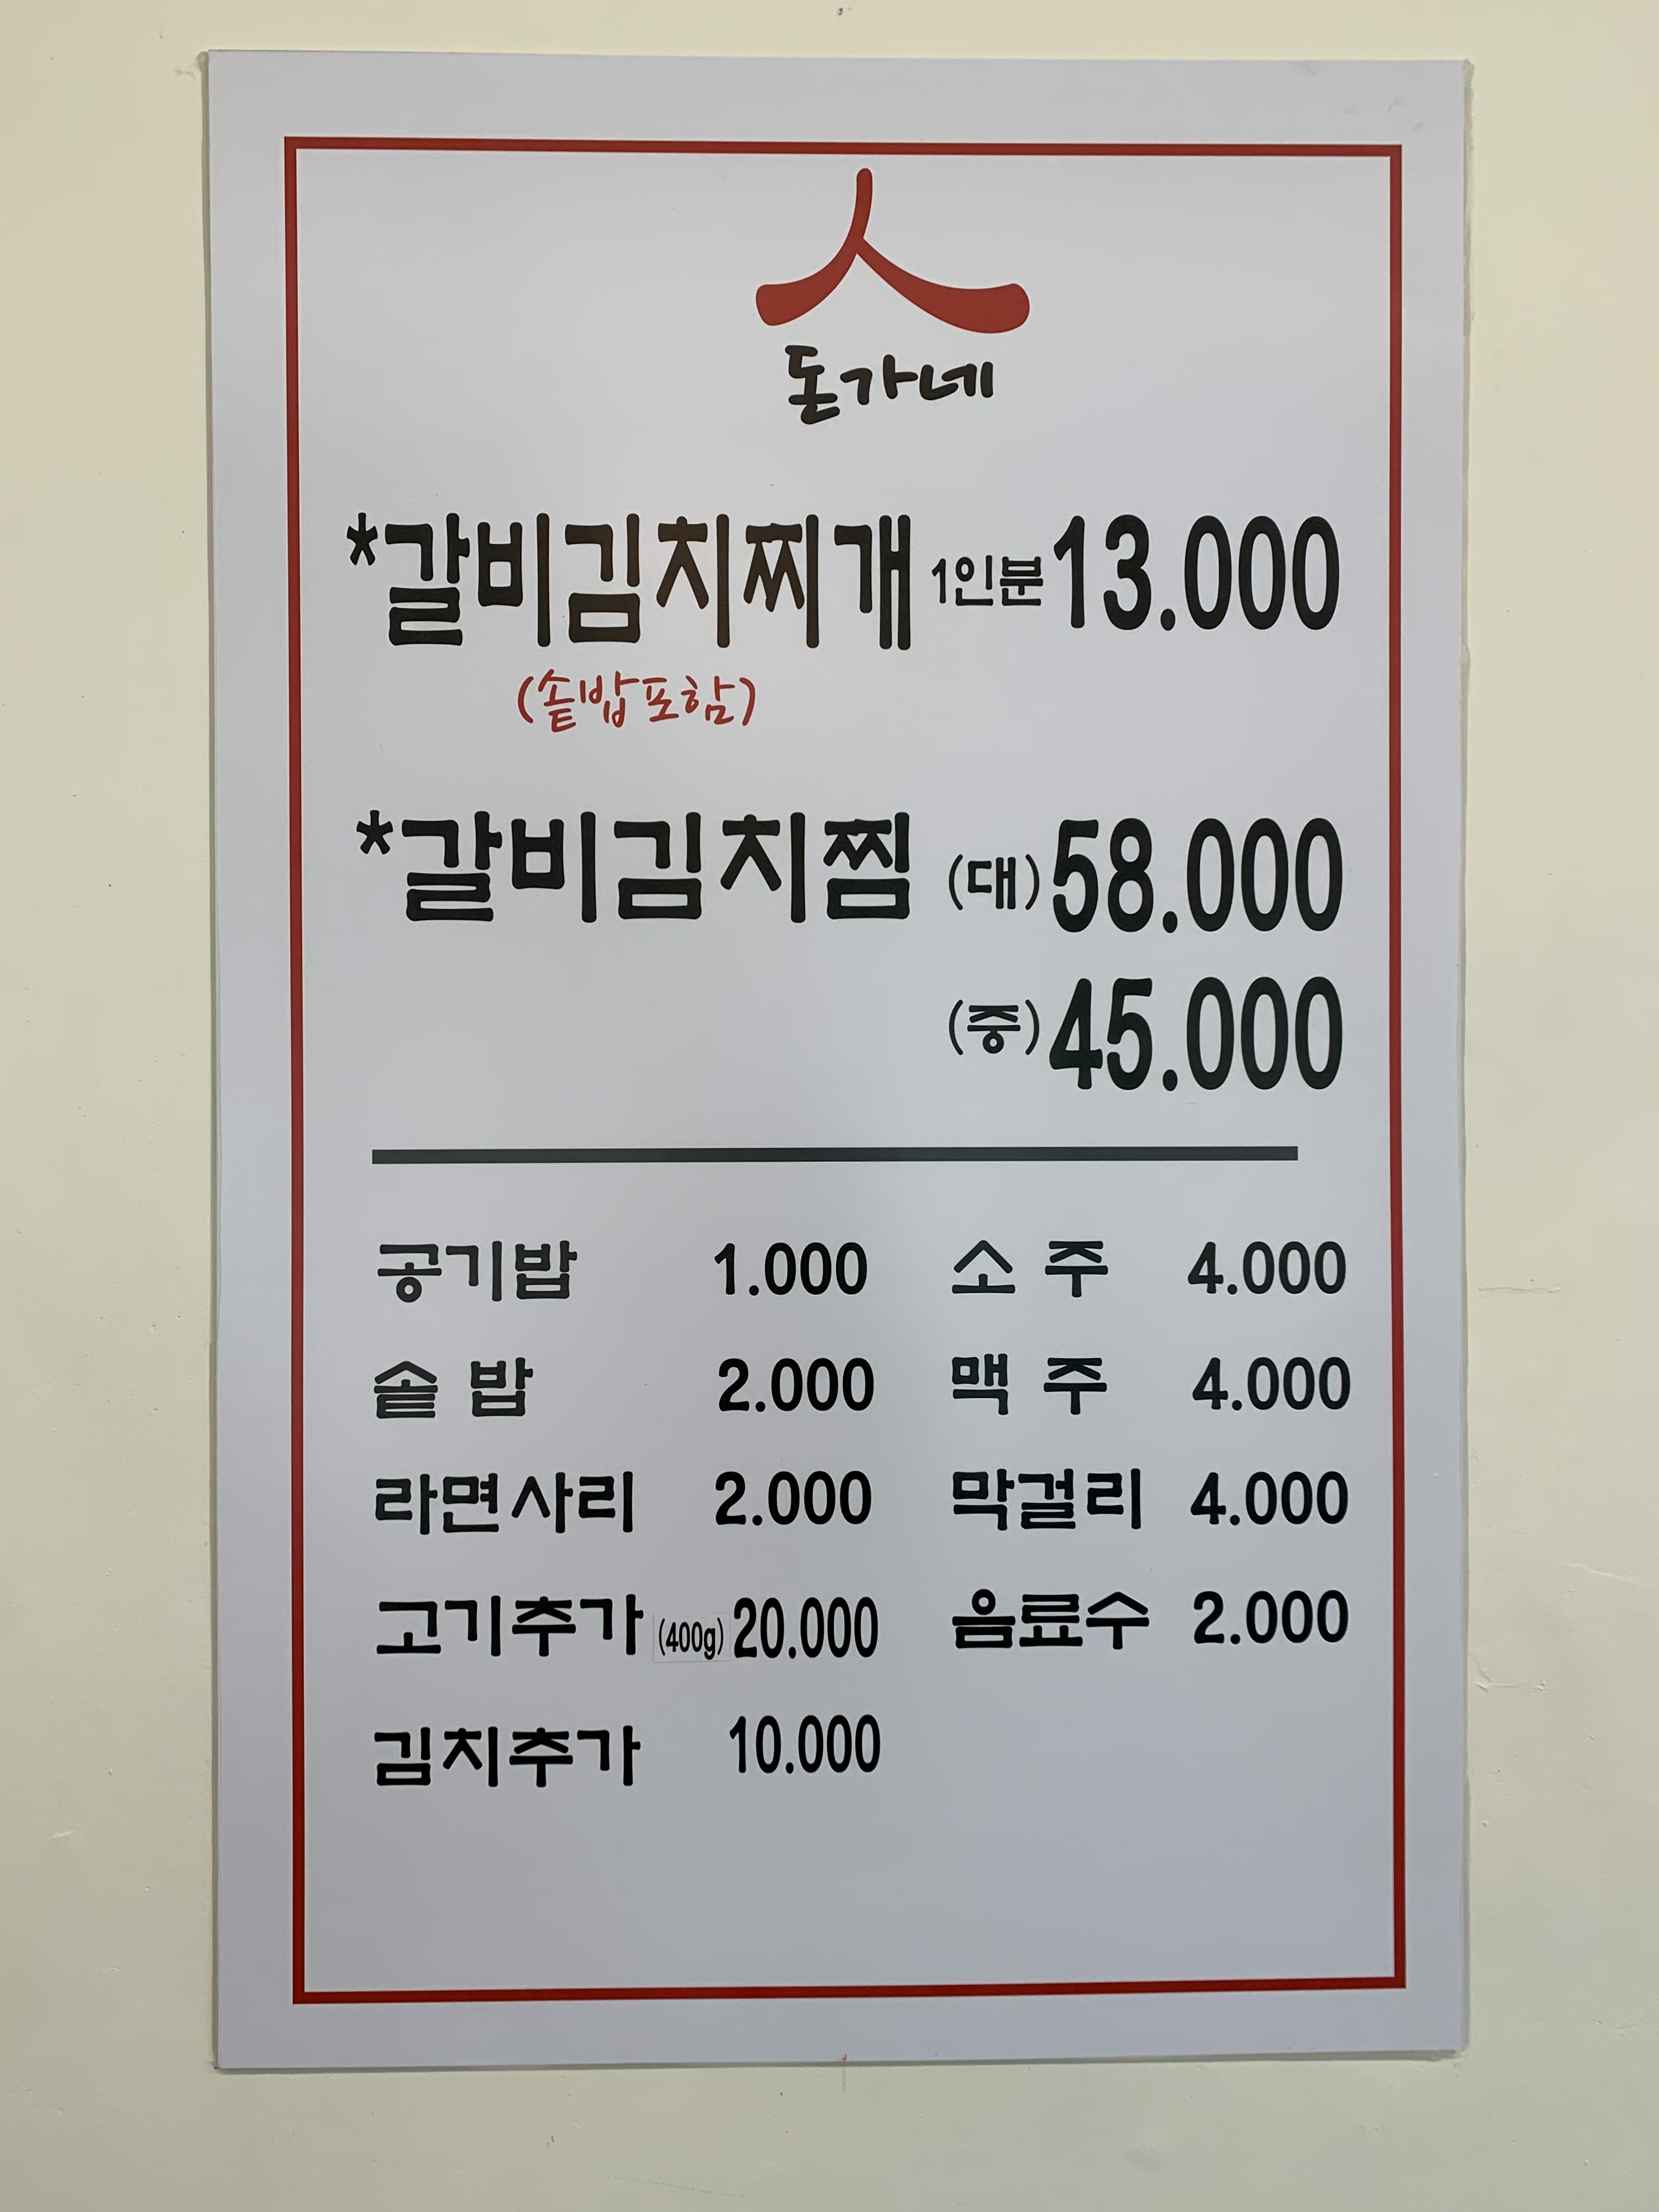 돈가네
*갈비김치찌개 1인분 13.000
(솥밥포함)
*갈비김치찜 (대) 58.000
(중) 45.000
공기밥 1.000
솥 밥 2.000
라면사리 2.000
고기추가 (400g) 20.000
김치추가 10.000
소 주 4.000
맥 주 4.000
막걸리 4.000
음료수 2.000